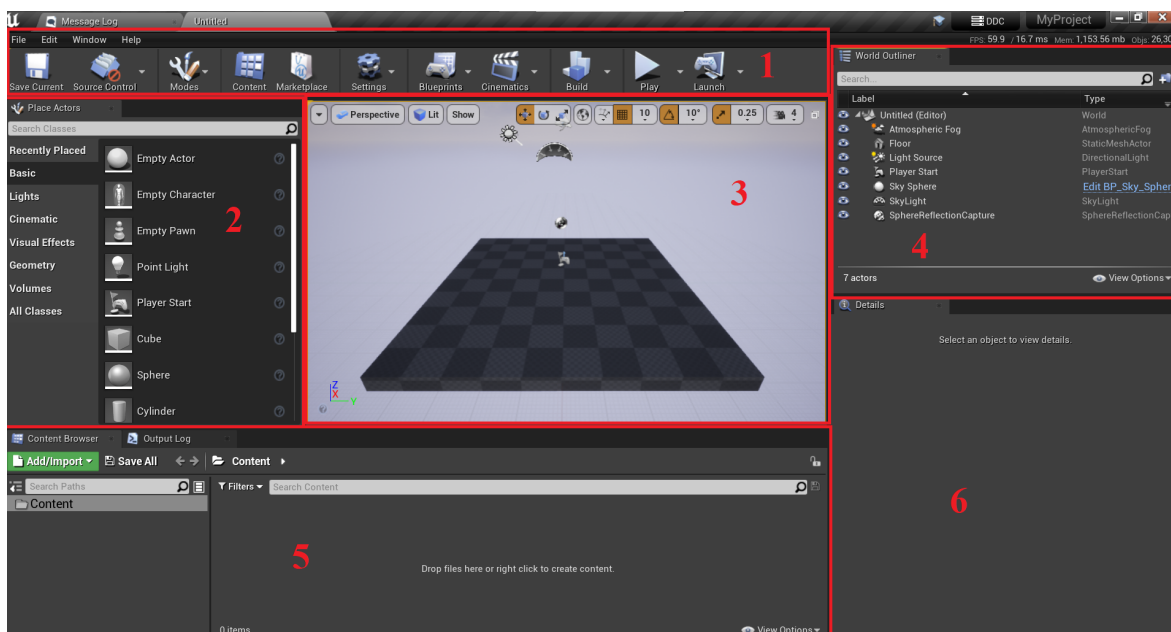 Message Log
Untitled
DDC
MyProject
File Edit Window Help
FPS: 59.9 / 16.7 ms Mem: 1,153.56 mb Objs: 26,30
Save Current Source Control Modes Content Marketplace Settings Blueprints Cinematics Build Play Launch
1
Place Actors
Search Classes
Recently Placed
Basic
Lights
Cinematic
Visual Effects
Geometry
Volumes
All Classes
Empty Actor
Empty Character
Empty Pawn
Point Light
Player Start
Cube
Sphere
Cylinder
2
Perspective Lit Show 10 10° 0.25 4
3
Z
X
Y
World Outliner
Search...
Label Type
Untitled (Editor) World
Atmospheric Fog AtmosphericFog
Floor StaticMeshActor
Light Source DirectionalLight
Player Start PlayerStart
Sky Sphere Edit BP_Sky_Spher
SkyLight SkyLight
SphereReflectionCapture SphereReflectionCap
4
7 actors View Options
Content Browser Output Log
Add/Import Save All Content
Search Paths
Content
Filters Search Content
5
Drop files here or right click to create content.
0 items View Options
Details
Select an object to view details.
6